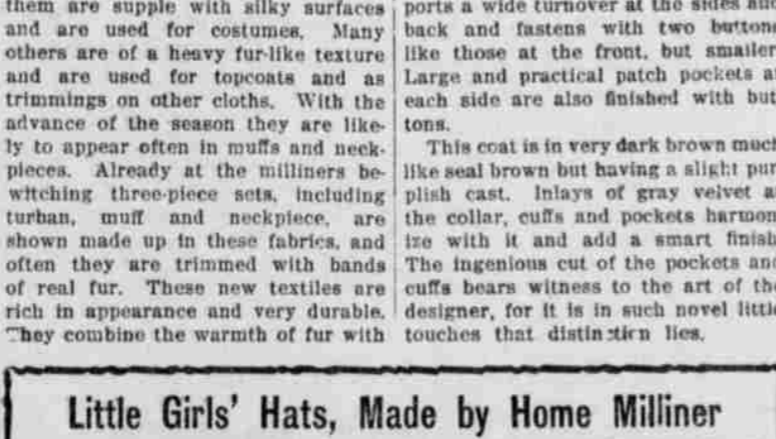 them are supple with silky surfaces
and are used for costumes. Many
others are of a heavy fur-like texture
and are used for topcoats and as
trimmings on other cloths. With the
advance of the season they are like-
ly to appear often in muffs and neck-
pieces. Already at the milliners be-
witching three-piece sets, including
turban, muff and neckpiece, are
shown made up in these fabrics, and
often they are trimmed with bands
of real fur. These new textiles are
rich in appearance and very durable.
They combine the warmth of fur with
ports a wide turnover at the sides and
back and fastens with two buttons
like those at the front, but smaller.
Large and practical patch pockets a
each side are also finished with but
tons.
This coat is in very dark brown much
like seal brown but having a slight pur
plish cast. Inlays of gray velvet a
the collar, cuffs and pockets harmon
ize with it and add a smart finish
The ingenious cut of the pockets and
cuffs bears witness to the art of the
designer, for it is in such novel little
touches that distinction lies.
Little Girls' Hats, Made by Home Milliner